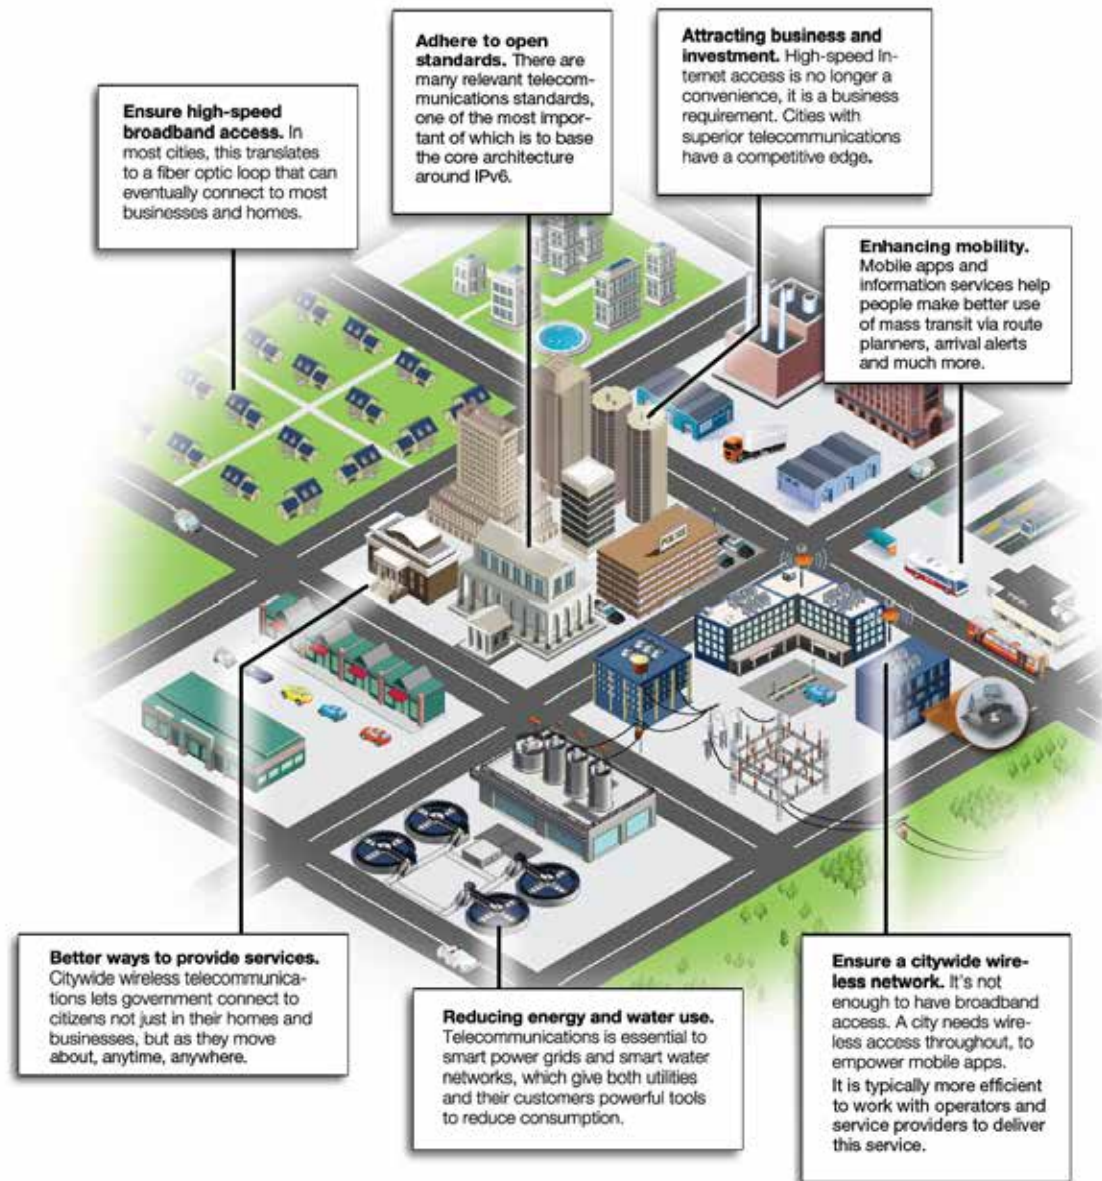 Ensure high-speed
broadband access. In
most cities, this translates
to a fiber optic loop that can
eventually connect to most
businesses and homes.
Adhere to open
standards. There are
many relevant telecom-
munications standards,
one of the most impor-
tant of which is to base
the core architecture
around IPv6.
Attracting business and
investment. High-speed In-
ternet access is no longer a
convenience, it is a business
requirement. Cities with
superior telecommunications
have a competitive edge.
Enhancing mobility.
Mobile apps and
information services help
people make better use
of mass transit via route
planners, arrival alerts
and much more.
POLICE
Better ways to provide services.
Citywide wireless telecommunica-
tions lets government connect to
citizens not just in their homes and
businesses, but as they move
about, anytime, anywhere.
Reducing energy and water use.
Telecommunications is essential to
smart power grids and smart water
networks, which give both utilities
and their customers powerful tools
to reduce consumption.
Ensure a citywide wire-
less network. It's not
enough to have broadband
access. A city needs wire-
less access throughout, to
empower mobile apps.
It is typically more efficient
to work with operators and
service providers to deliver
this service.